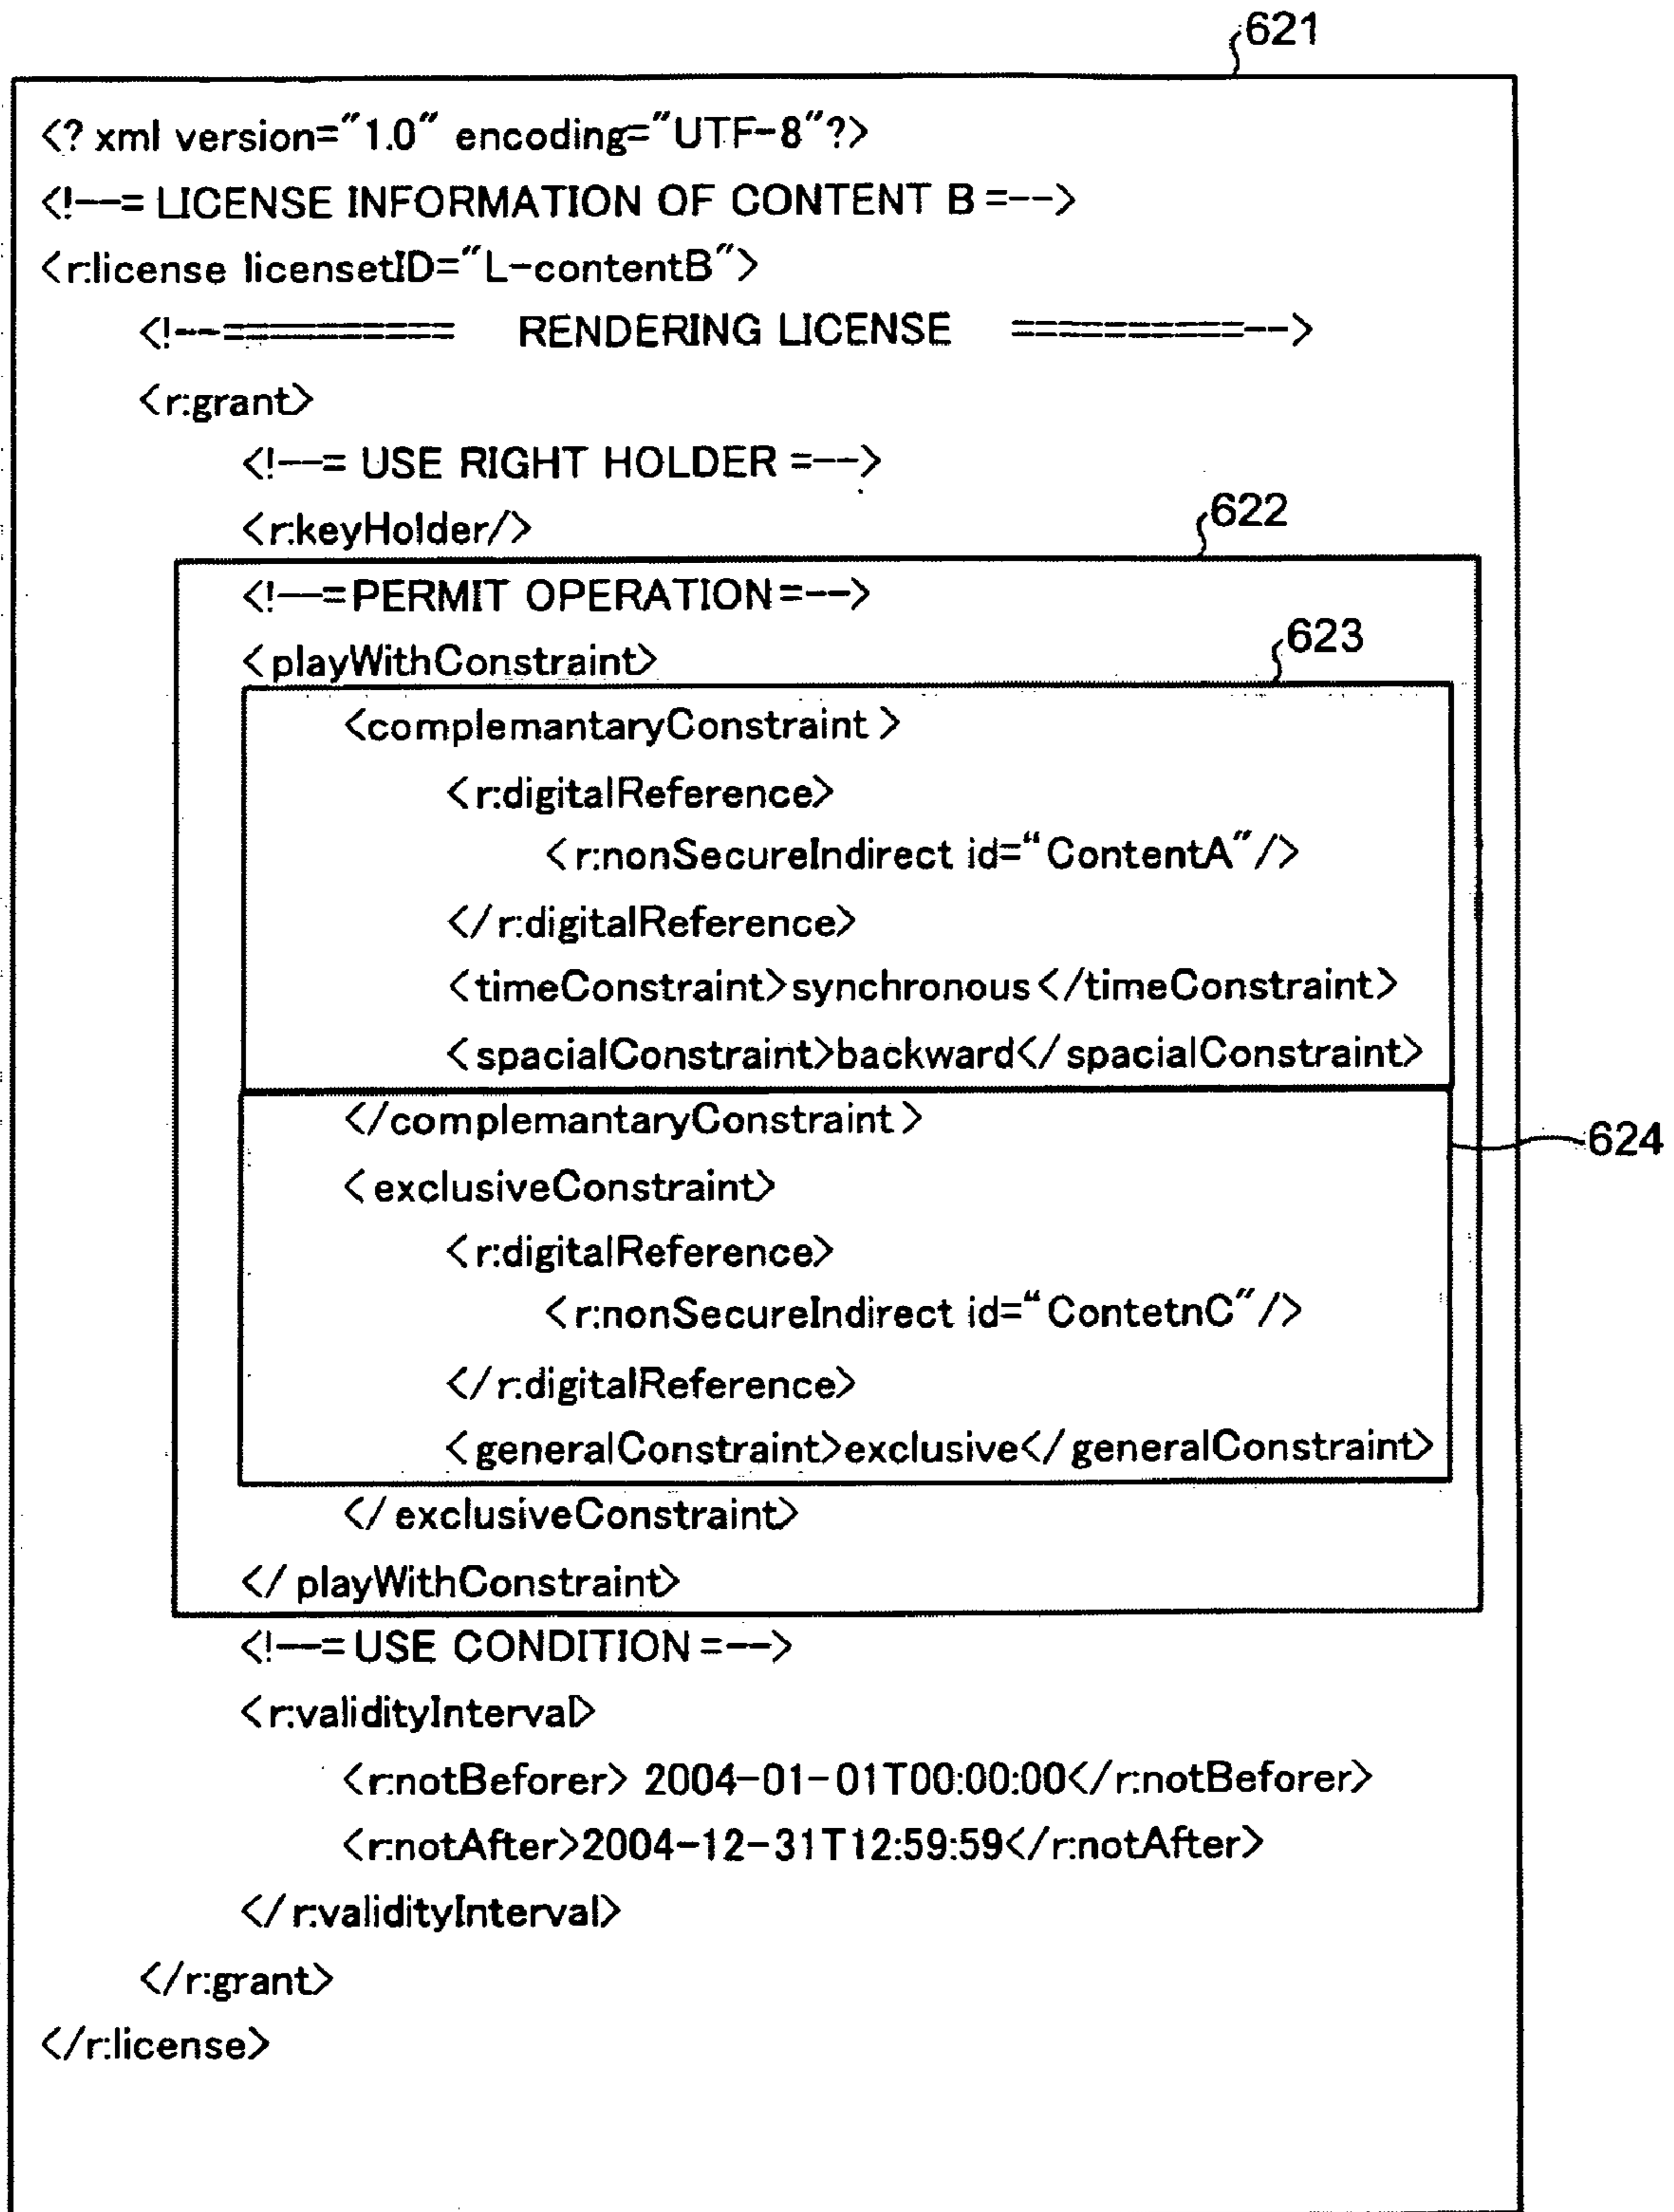 621
<? xml version="1.0" encoding="UTF-8"?>
<!--= LICENSE INFORMATION OF CONTENT B =-->
<r:license licensetID="L-contentB">
<!--========== RENDERING LICENSE ==========-->
<r:grant>
<!--= USE RIGHT HOLDER =-->
<r:keyHolder/>
622
<!--=PERMIT OPERATION=-->
<playWithConstraint>
623
<complemantaryConstraint >
<r:digitalReference>
<r:nonSecureIndirect id="ContentA"/>
</r:digitalReference>
<timeConstraint>synchronous</timeConstraint>
<spacialConstraint>backward</spacialConstraint>
</complemantaryConstraint >
624
<exclusiveConstraint>
<r:digitalReference>
<r:nonSecureIndirect id="ContetnC"/>
</r:digitalReference>
<generalConstraint>exclusive</generalConstraint>
</exclusiveConstraint>
</playWithConstraint>
<!--=USE CONDITION=-->
<r:validityInterval>
<r:notBeforer> 2004-01-01T00:00:00</r:notBeforer>
<r:notAfter>2004-12-31T12:59:59</r:notAfter>
</r:validityInterval>
</r:grant>
</r:license>